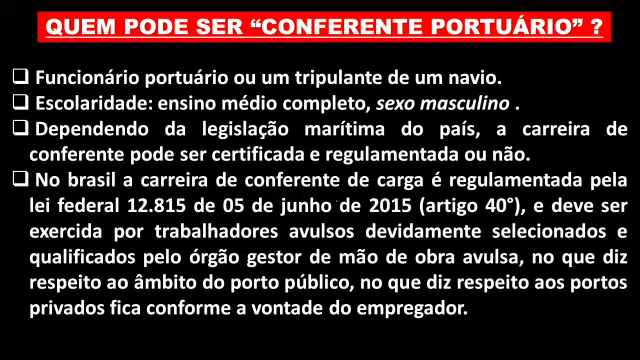 QUEM PODE SER “CONFERENTE PORTUÁRIO” ?
❑ Funcionário portuário ou um tripulante de um navio.
❑ Escolaridade: ensino médio completo, sexo masculino .
❑ Dependendo da legislação marítima do país, a carreira de
conferente pode ser certificada e regulamentada ou não.
❑ No brasil a carreira de conferente de carga é regulamentada pela
lei federal 12.815 de 05 de junho de 2015 (artigo 40°), e deve ser
exercida por trabalhadores avulsos devidamente selecionados e
qualificados pelo órgão gestor de mão de obra avulsa, no que diz
respeito ao âmbito do porto público, no que diz respeito aos portos
privados fica conforme a vontade do empregador.